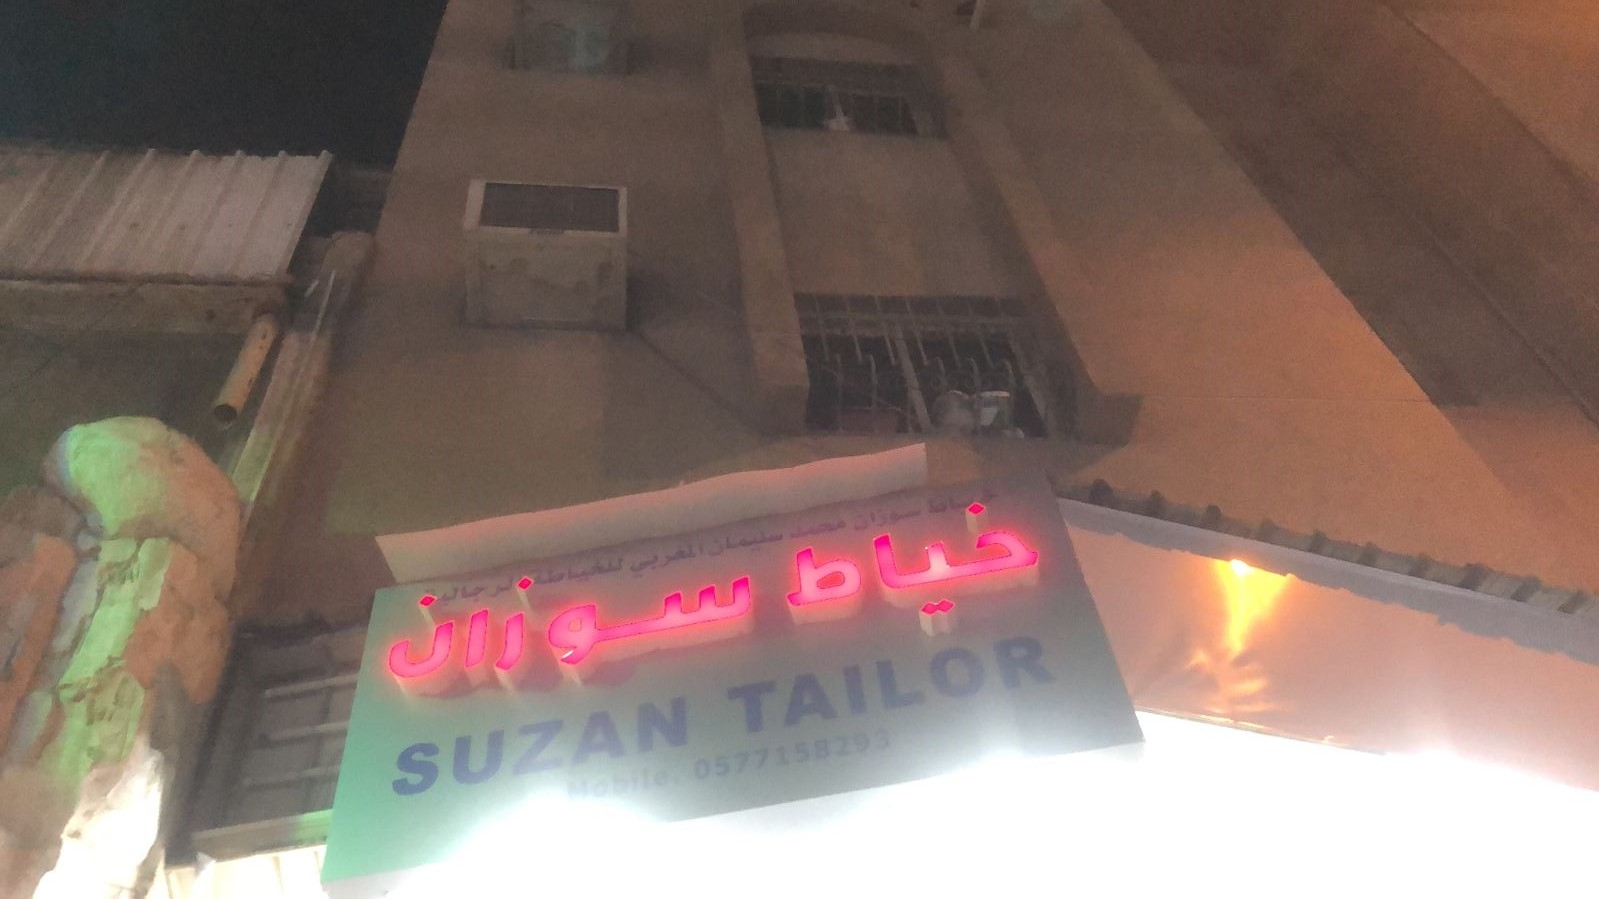 خياط سوزان محمد سليمان المغربي للخياطة الرجالية
خياط سوزان
SUZAN TAILOR
Mobile. 0577158293